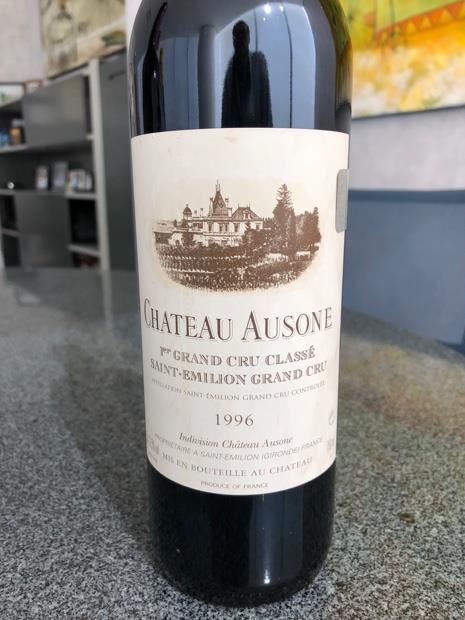 CHATEAU AUSONE
1er GRAND CRU CLASSÉ
SAINT-EMILION GRAND CRU
APPELLATION SAINT-EMILION GRAND CRU CONTROLÉE
1996
Indivision Château Ausone
PROPRIÉTAIRE A SAINT-EMILION (GIRONDE) FRANCE
MIS EN BOUTEILLE AU CHATEAU
PRODUCE OF FRANCE